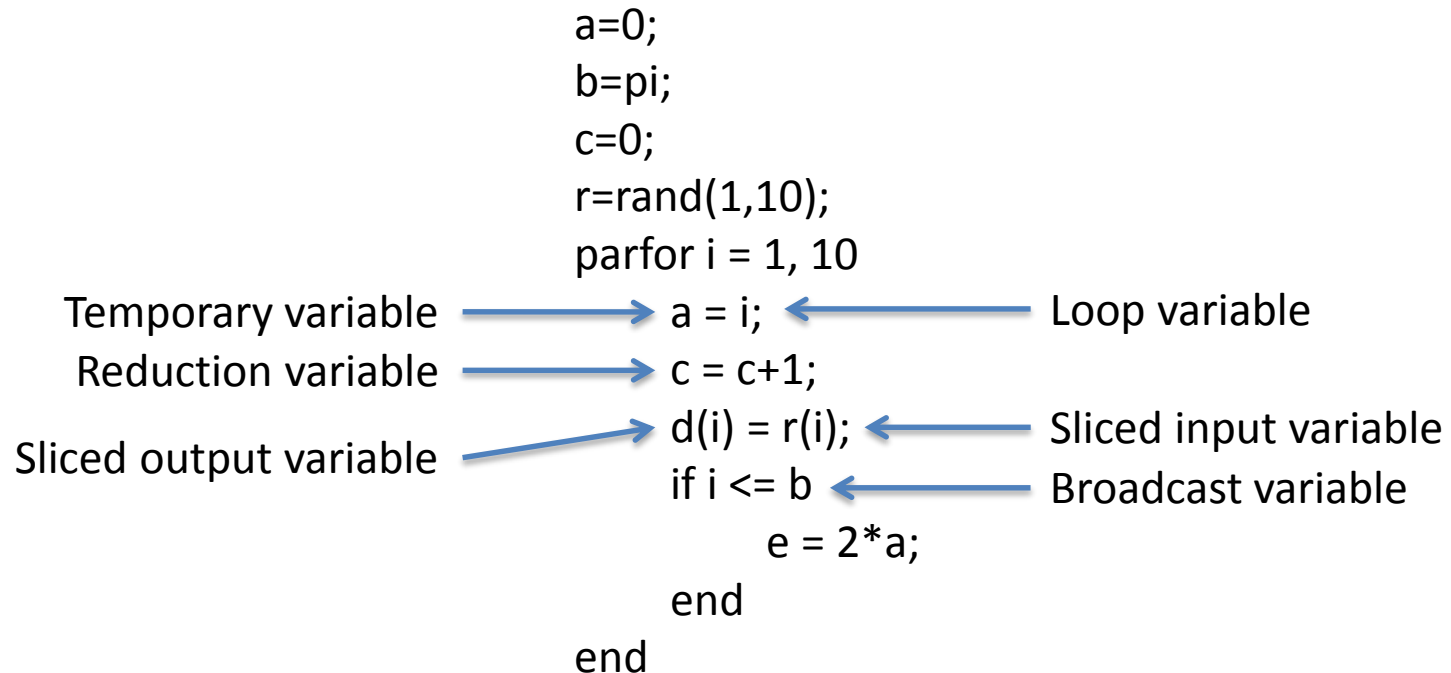 a=0;
b=pi;
c=0;
r=rand(1,10);
parfor i = 1, 10
Temporary variable a = i; Loop variable
Reduction variable c = c+1;
Sliced output variable d(i) = r(i); Sliced input variable
if i <= b Broadcast variable
e = 2*a;
end
end